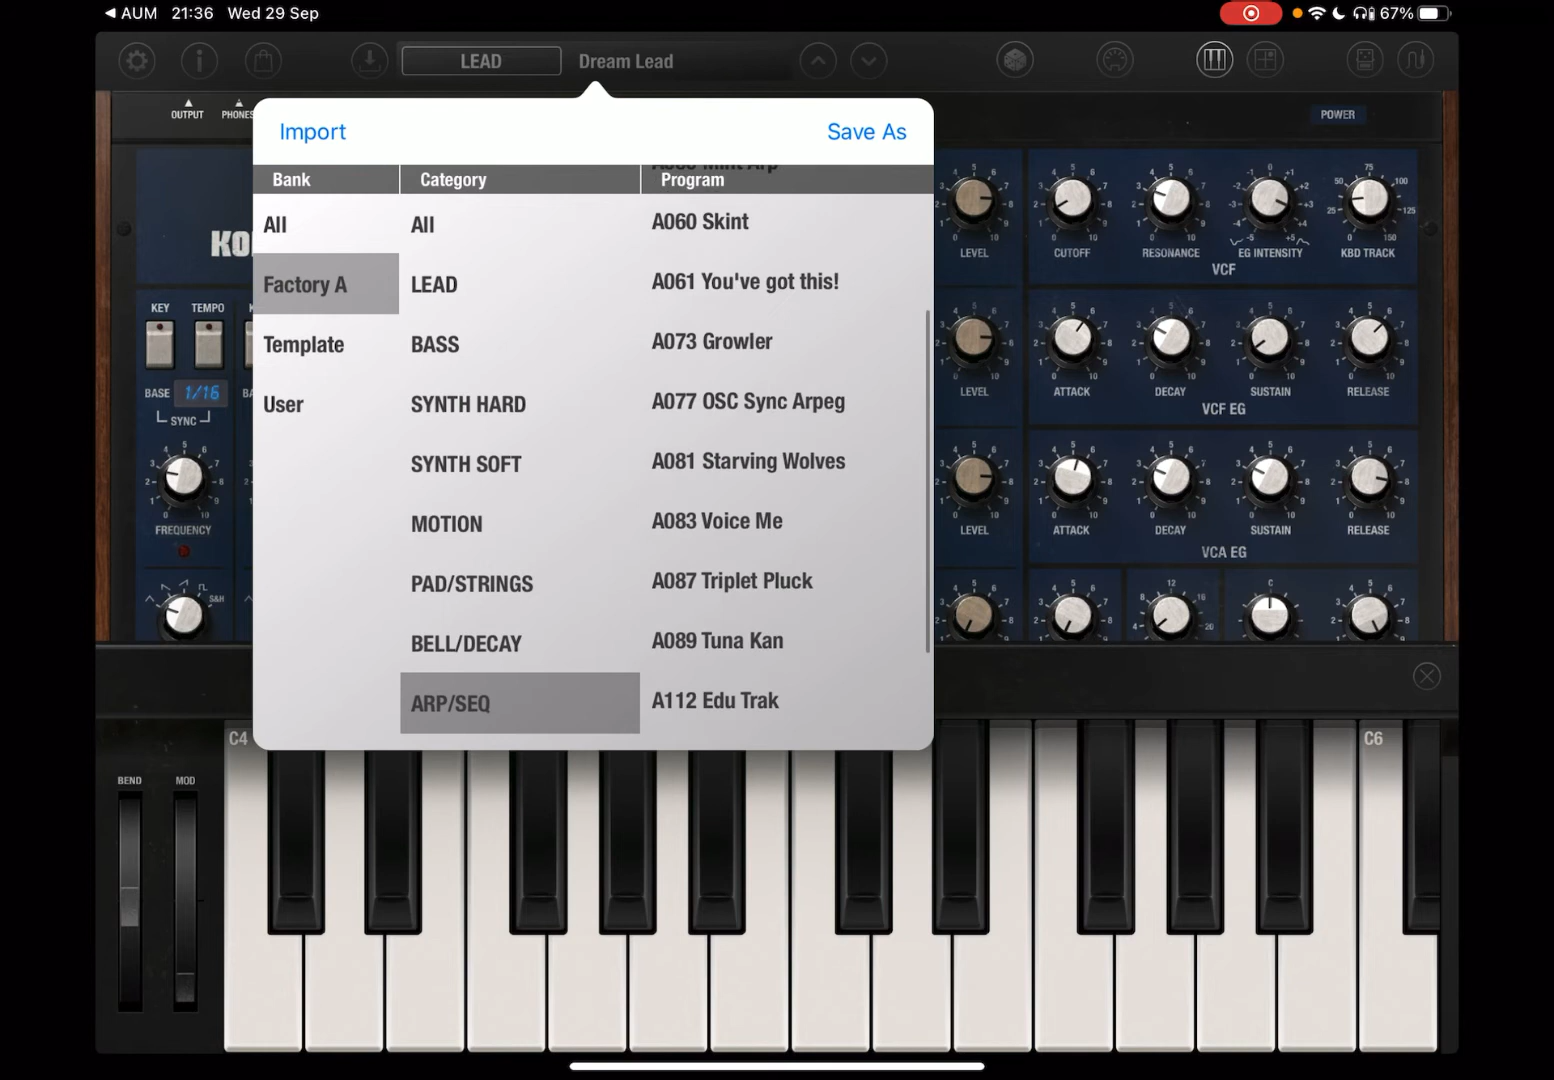 ◀ AUM 21:36 Wed 29 Sep
67%
LEAD Dream Lead
OUTPUT PHONES
POWER
Import Save As
Bank Category Program
All
Factory A
Template
User
All
LEAD
BASS
SYNTH HARD
SYNTH SOFT
MOTION
PAD/STRINGS
BELL/DECAY
ARP/SEQ
A060 Skint
A061 You've got this!
A073 Growler
A077 OSC Sync Arpeg
A081 Starving Wolves
A083 Voice Me
A087 Triplet Pluck
A089 Tuna Kan
A112 Edu Trak
KO
KEY TEMPO
BASE 1/16
SYNC
FREQUENCY
S&H
LEVEL CUTOFF RESONANCE EG INTENSITY KBD TRACK
VCF
LEVEL ATTACK DECAY SUSTAIN RELEASE
VCF EG
LEVEL ATTACK DECAY SUSTAIN RELEASE
VCA EG
C4 C6
BEND MOD